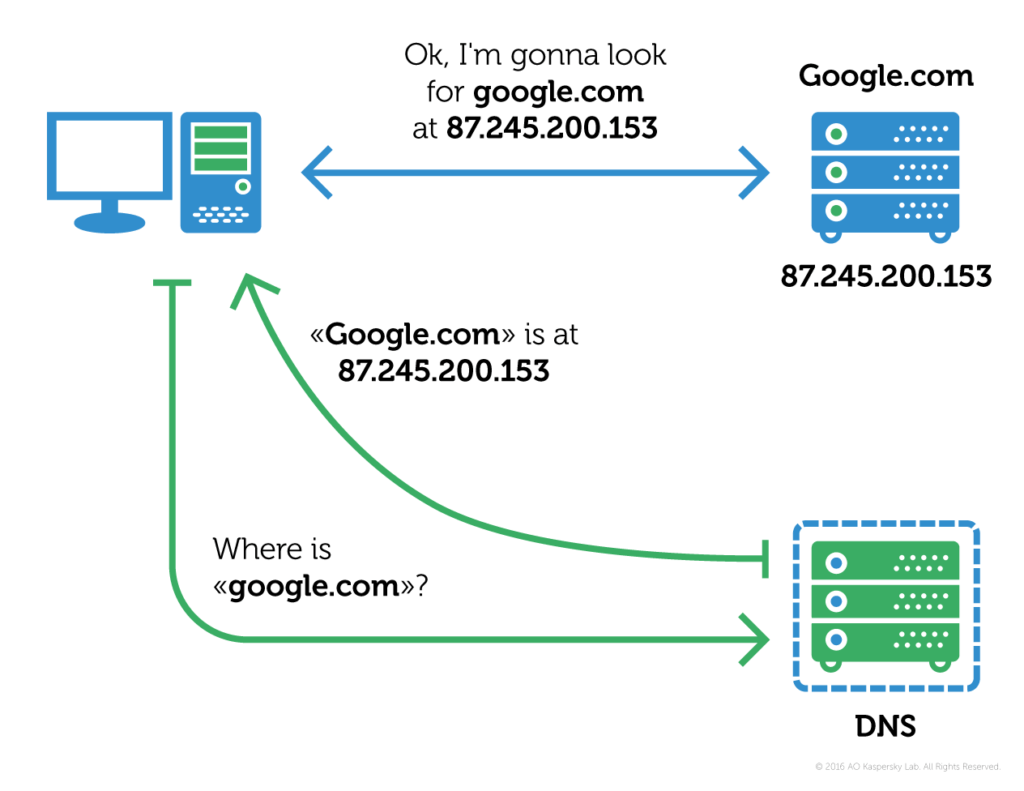 Ok, I'm gonna look
for google.com
at 87.245.200.153
Google.com
87.245.200.153
«Google.com» is at
87.245.200.153
Where is
«google.com»?
DNS
© 2016 AO Kaspersky Lab. All Rights Reserved.